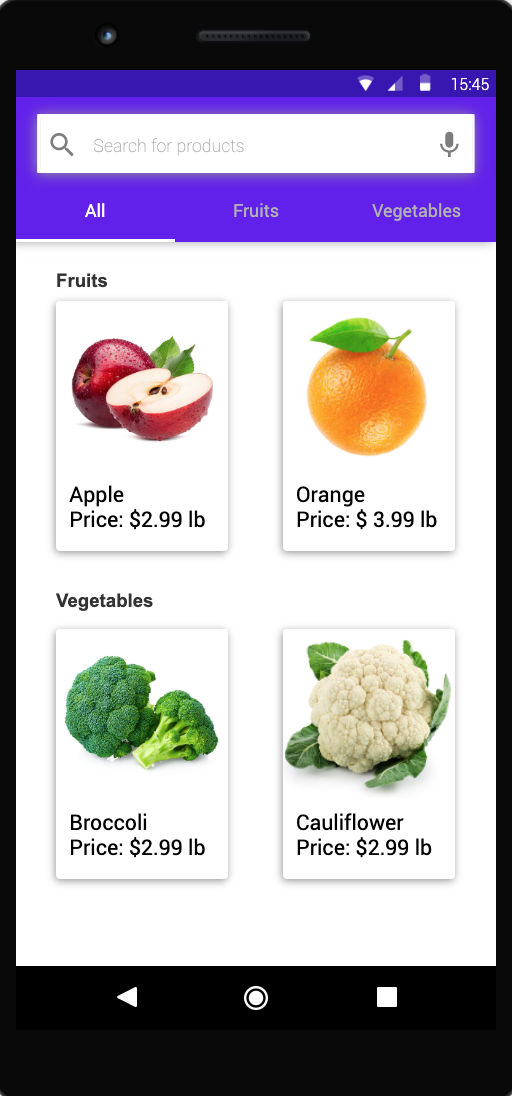 15:45
Search for products
All Fruits Vegetables
Fruits
Apple
Price: $2.99 lb
Orange
Price: $ 3.99 lb
Vegetables
Broccoli
Price: $2.99 lb
Cauliflower
Price: $2.99 lb